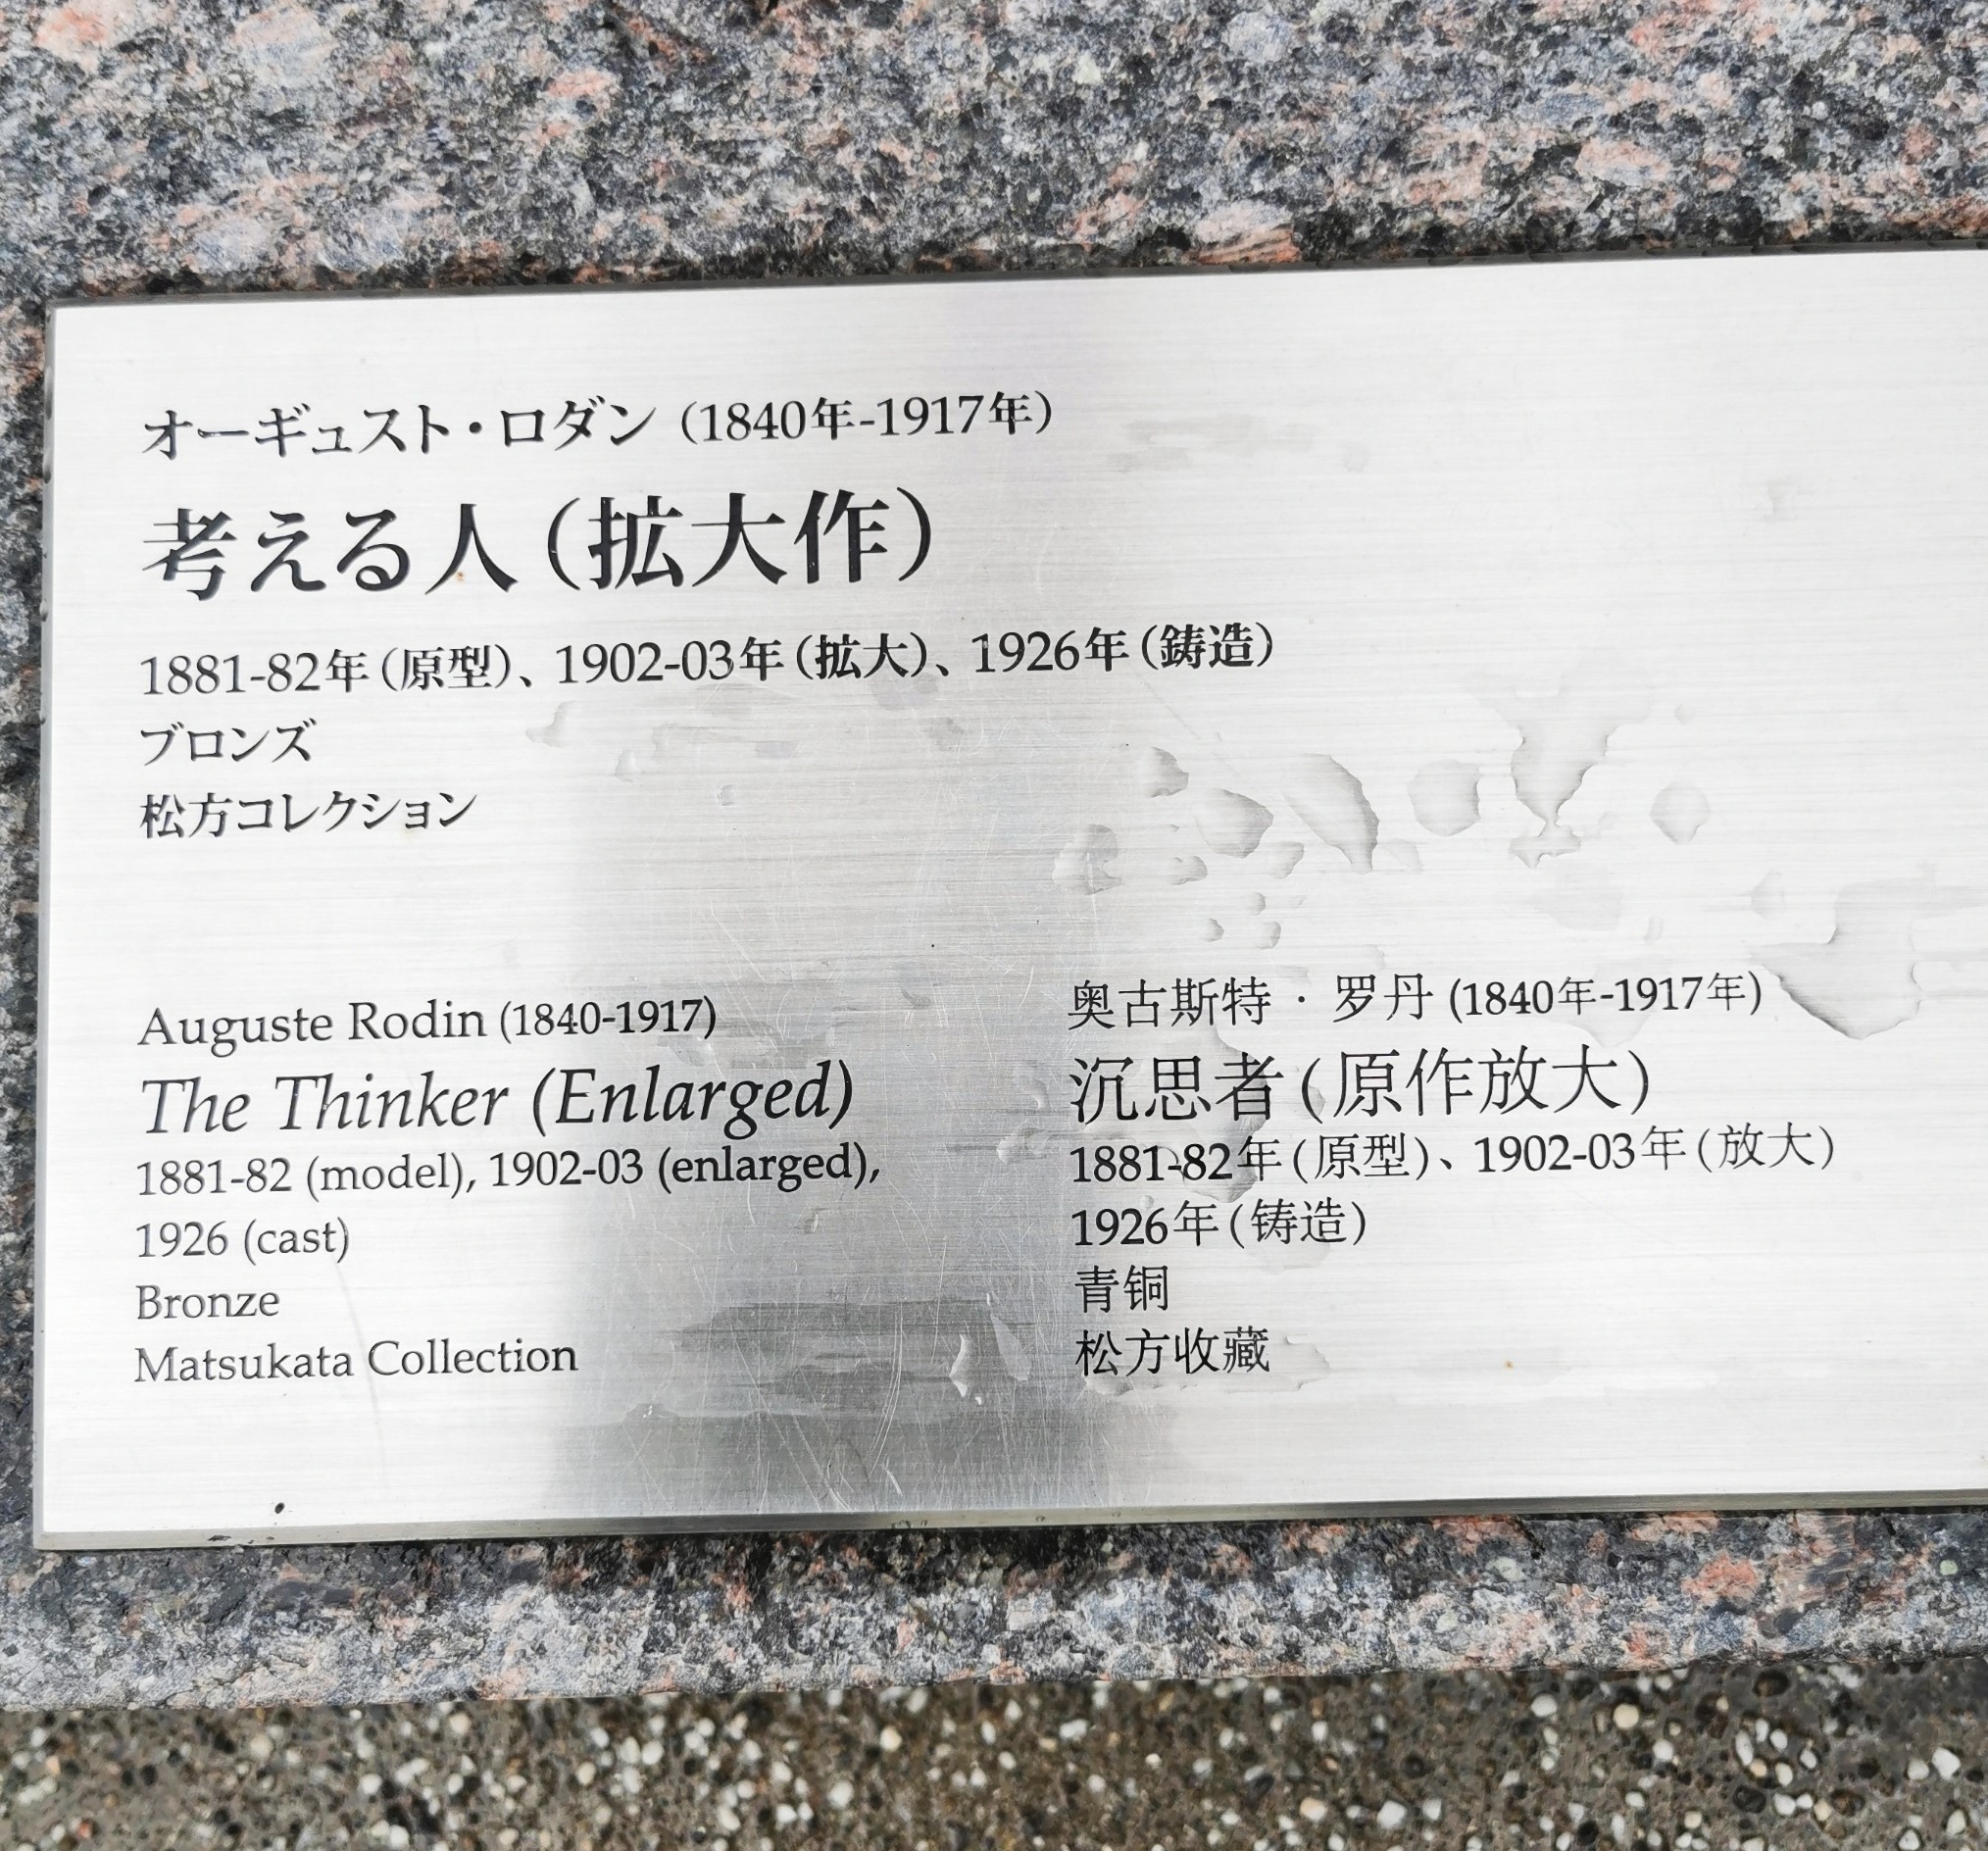 オーギュスト・ロダン (1840年-1917年)
考える人(拡大作)
1881-82年(原型)、1902-03年(拡大)、1926年(鋳造)
ブロンズ
松方コレクション
Auguste Rodin (1840-1917)
The Thinker (Enlarged)
1881-82 (model), 1902-03 (enlarged),
1926 (cast)
Bronze
Matsukata Collection
奥古斯特 · 罗丹 (1840年-1917年)
沉思者(原作放大)
1881-82年(原型)、1902-03年(放大)
1926年(铸造)
青铜
松方收藏